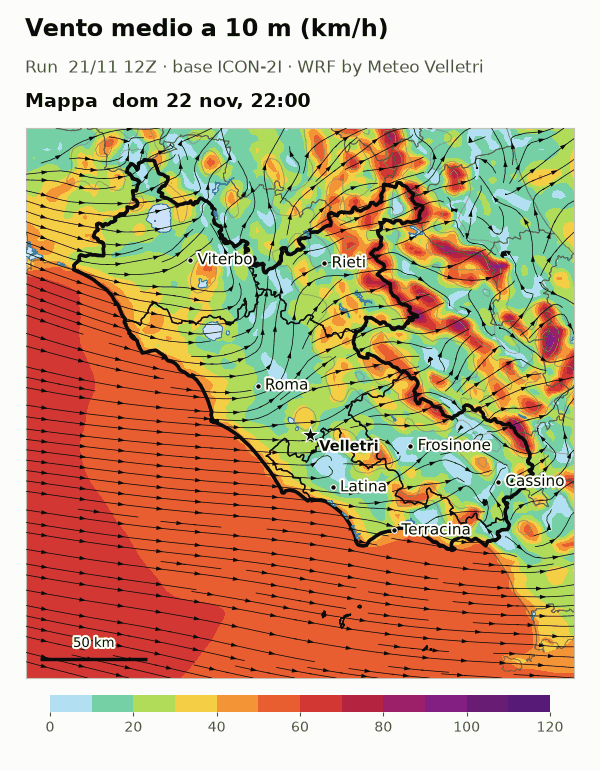 Vento medio a 10 m (km/h)
Run 21/11 12Z · base ICON-2I · WRF by Meteo Velletri
Mappa dom 22 nov, 22:00
Viterbo
Rieti
Roma
Velletri
Frosinone
Latina
Cassino
Terracina
50 km
0 20 40 60 80 100 120